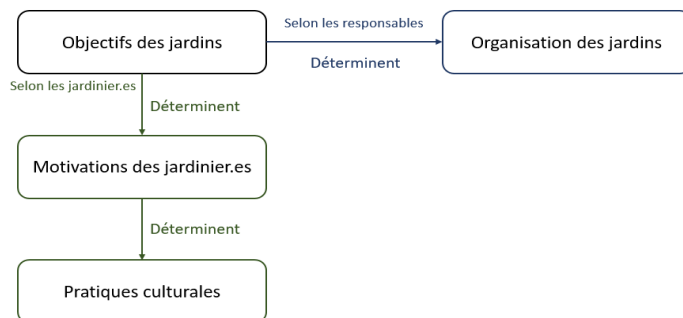 Objectifs des jardins
Selon les responsables
Déterminent
Organisation des jardins
Selon les jardinier.es
Déterminent
Motivations des jardinier.es
Déterminent
Pratiques culturales